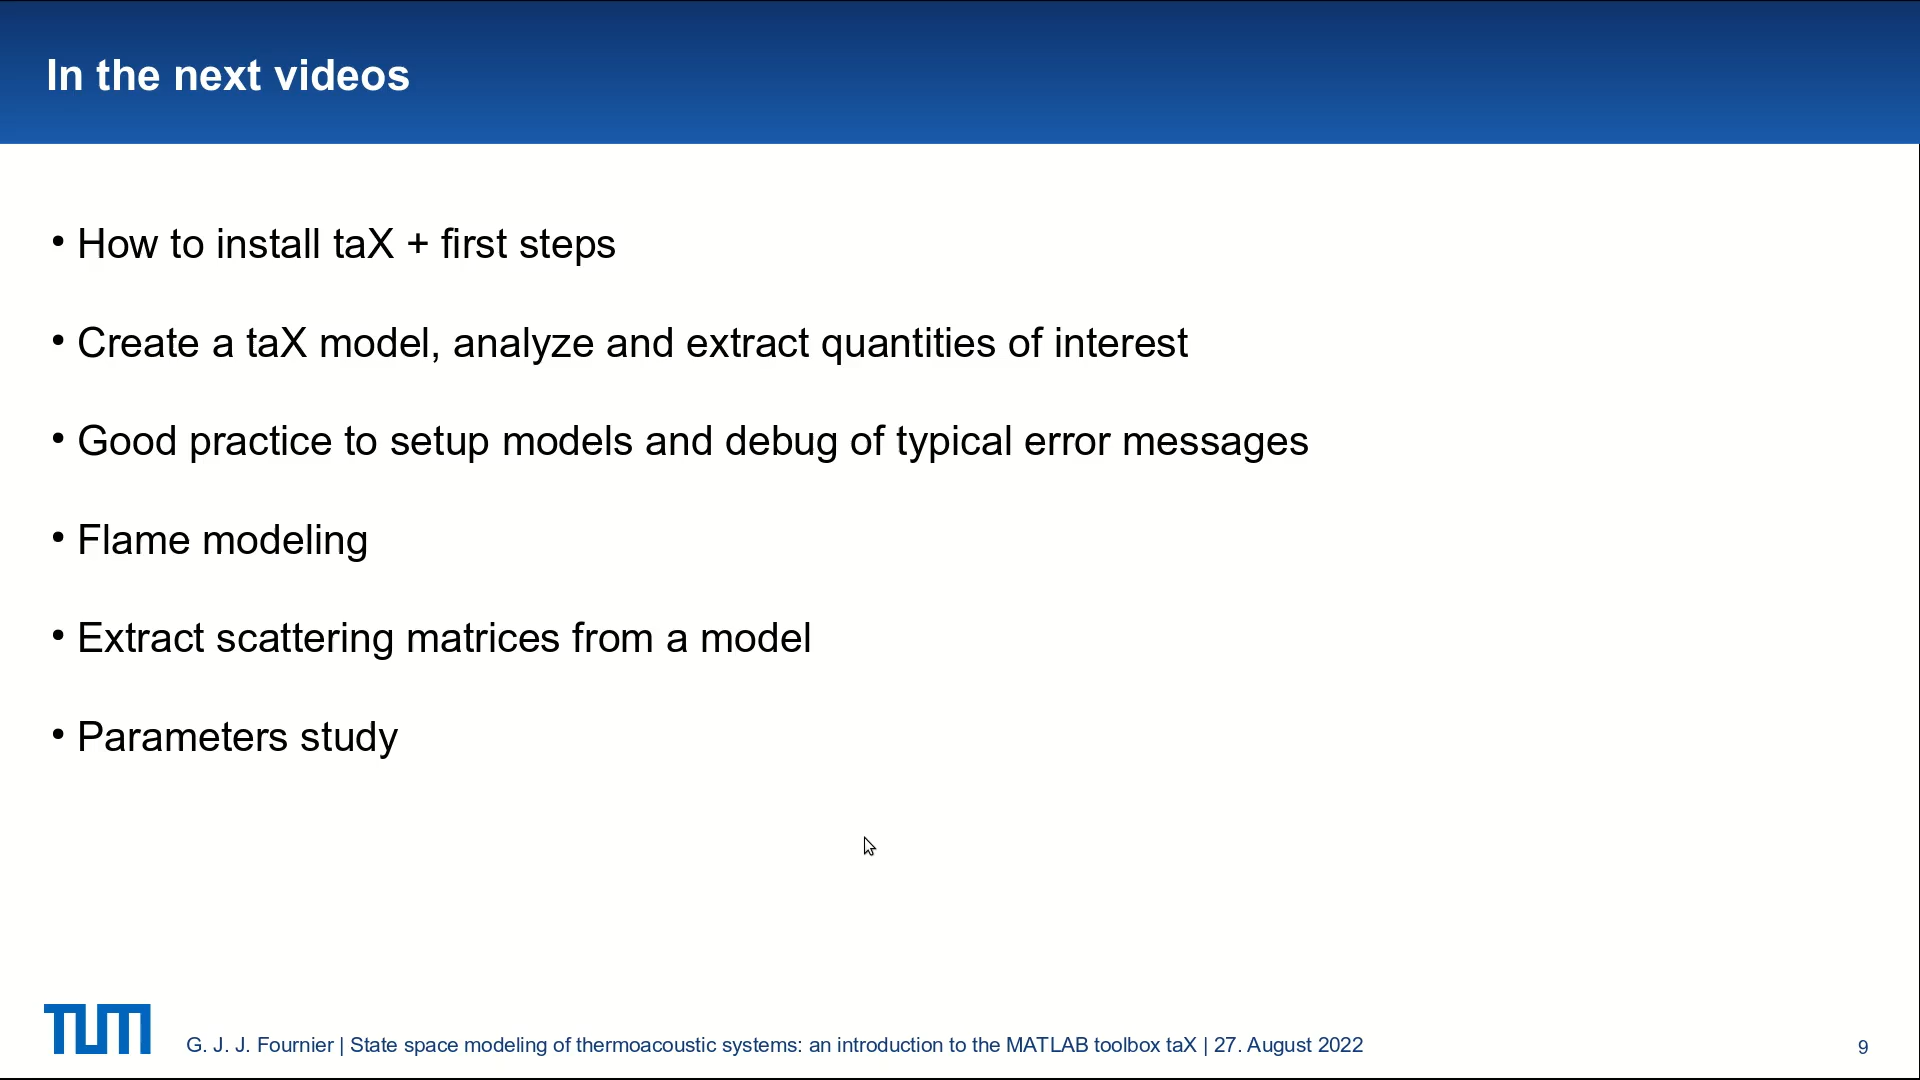 In the next videos
• How to install taX + first steps
• Create a taX model, analyze and extract quantities of interest
• Good practice to setup models and debug of typical error messages
• Flame modeling
• Extract scattering matrices from a model
• Parameters study
TUM
G. J. J. Fournier | State space modeling of thermoacoustic systems: an introduction to the MATLAB toolbox taX | 27. August 2022
9